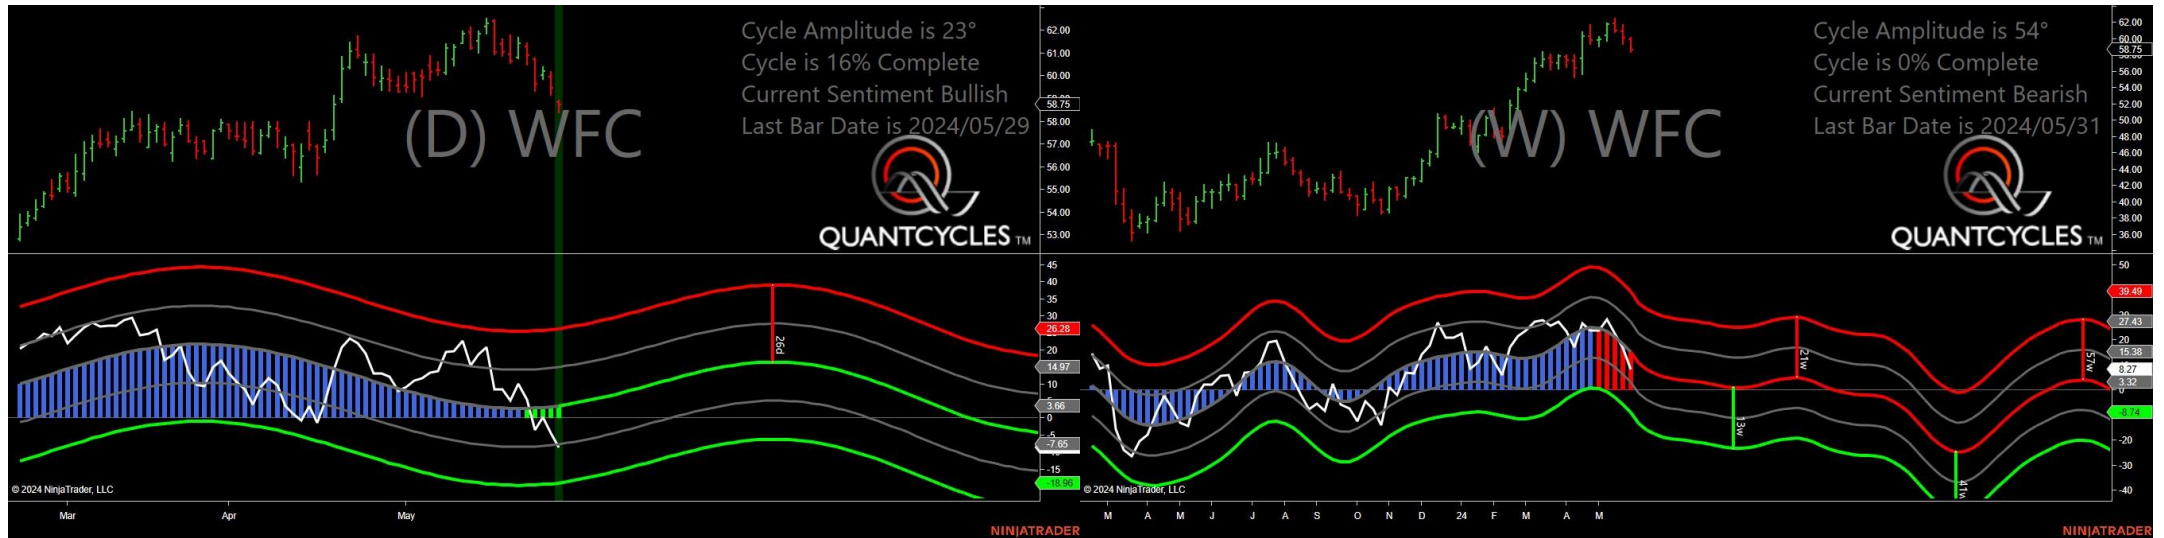 Cycle Amplitude is 23°
Cycle is 16% Complete
Current Sentiment Bullish
Last Bar Date is 2024/05/29
(D) WFC
QUANTCYCLES TM
62.00
61.00
60.00
58.75
58.00
57.00
56.00
55.00
54.00
53.00
45
40
35
30
26.28
20
14.97
10
3.66
0
-5
-7.65
-15
-18.96
26d
© 2024 NinjaTrader, LLC
Mar Apr May
NINJATRADER
Cycle Amplitude is 54°
Cycle is 0% Complete
Current Sentiment Bearish
Last Bar Date is 2024/05/31
(W) WFC
QUANTCYCLES TM
62.00
60.00
58.75
56.00
54.00
52.00
50.00
48.00
46.00
44.00
42.00
40.00
38.00
36.00
50
39.49
27.43
20
15.38
8.27
3.32
-8.74
-20
-30
-40
21w
57w
13w
41w
© 2024 NinjaTrader, LLC
M A M J J A S O N D 24 F M A M
NINJATRADER